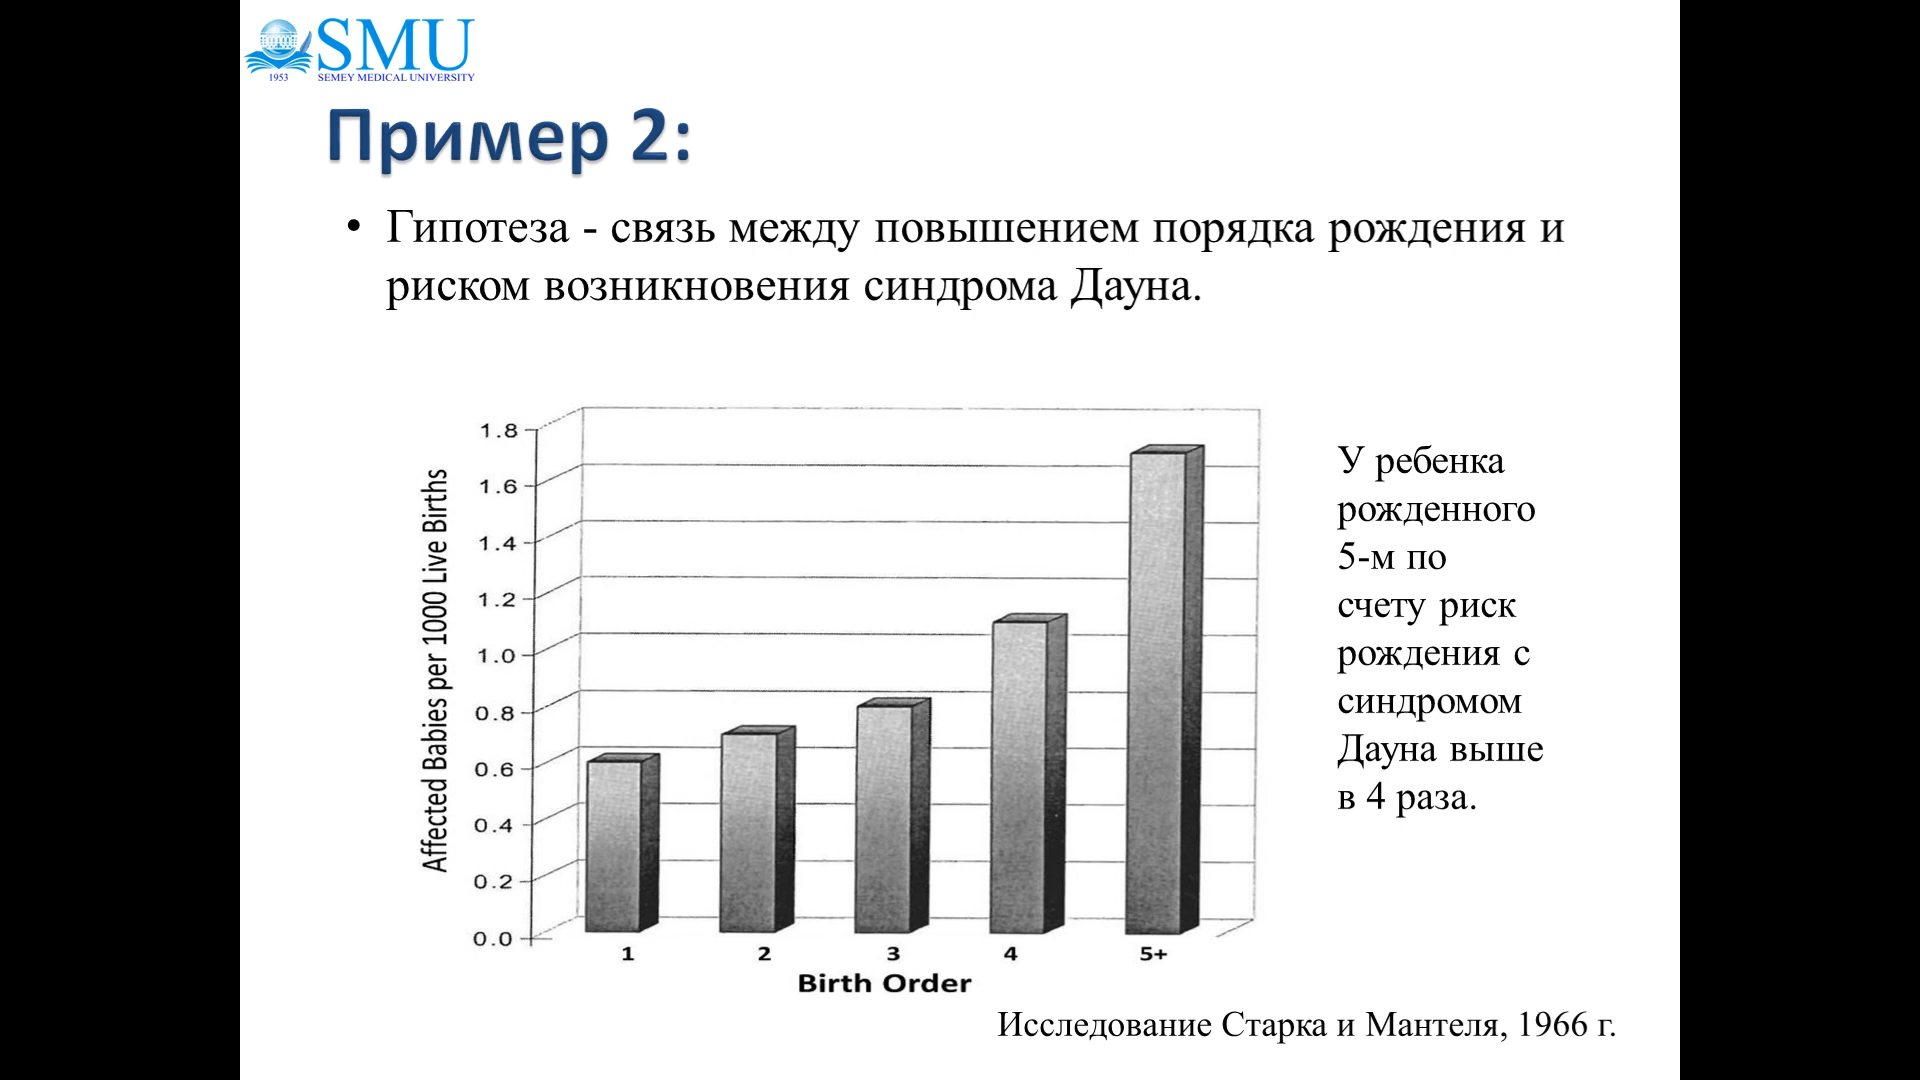 SMU
1953 SEMEY MEDICAL UNIVERSITY
Пример 2:
• Гипотеза - связь между повышением порядка рождения и
риском возникновения синдрома Дауна.
Affected Babies per 1000 Live Births
1.8
1.6
1.4
1.2
1.0
0.8
0.6
0.4
0.2
0.0
1 2 3 4 5+
Birth Order
У ребенка
рожденного
5-м по
счету риск
рождения с
синдромом
Дауна выше
в 4 раза.
Исследование Старка и Мантеля, 1966 г.